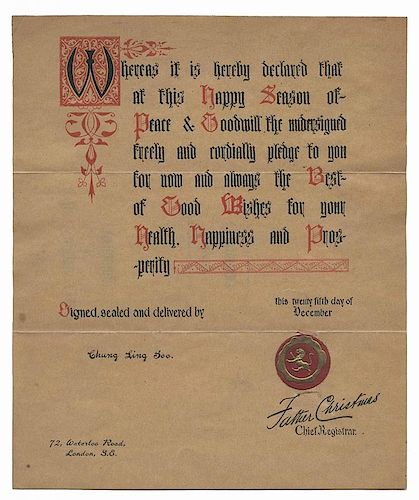 Whereas it is hereby declared that
at this Happy Season of
Peace & Goodwill the undersigned
freely and cordially pledge to you
for now and always the Best
of Good Wishes for your
Health, Happiness and Pros-
perity
Signed, sealed and delivered by
this twenty fifth day of
December
Chung Ling Soo.
Father Christmas
Chief Registrar.
72, Waterloo Road,
London, S.E.